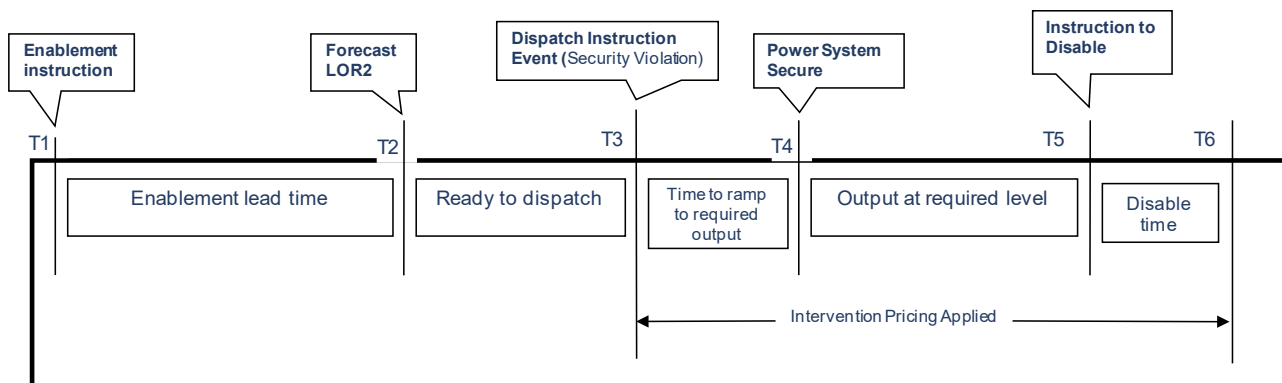 Enablement
instruction
Forecast
LOR2
Dispatch Instruction
Event (Security Violation)
Power System
Secure
Instruction to
Disable
T1
T2
T3
T4
T5
T6
Enablement lead time
Ready to dispatch
Time to ramp
to required
output
Output at required level
Disable
time
Intervention Pricing Applied